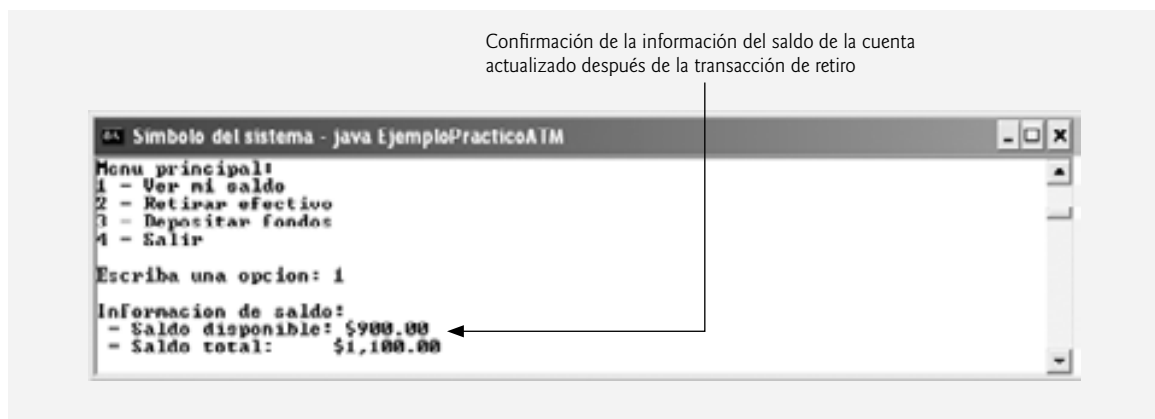 Confirmación de la información del saldo de la cuenta
actualizado después de la transacción de retiro
Símbolo del sistema - java EjemploPracticoATM
Menu principal:
1 - Ver mi saldo
2 - Retirar efectivo
3 - Depositar fondos
4 - Salir
Escriba una opcion: 1
Informacion de saldo:
- Saldo disponible: $900.00
- Saldo total: $1,100.00